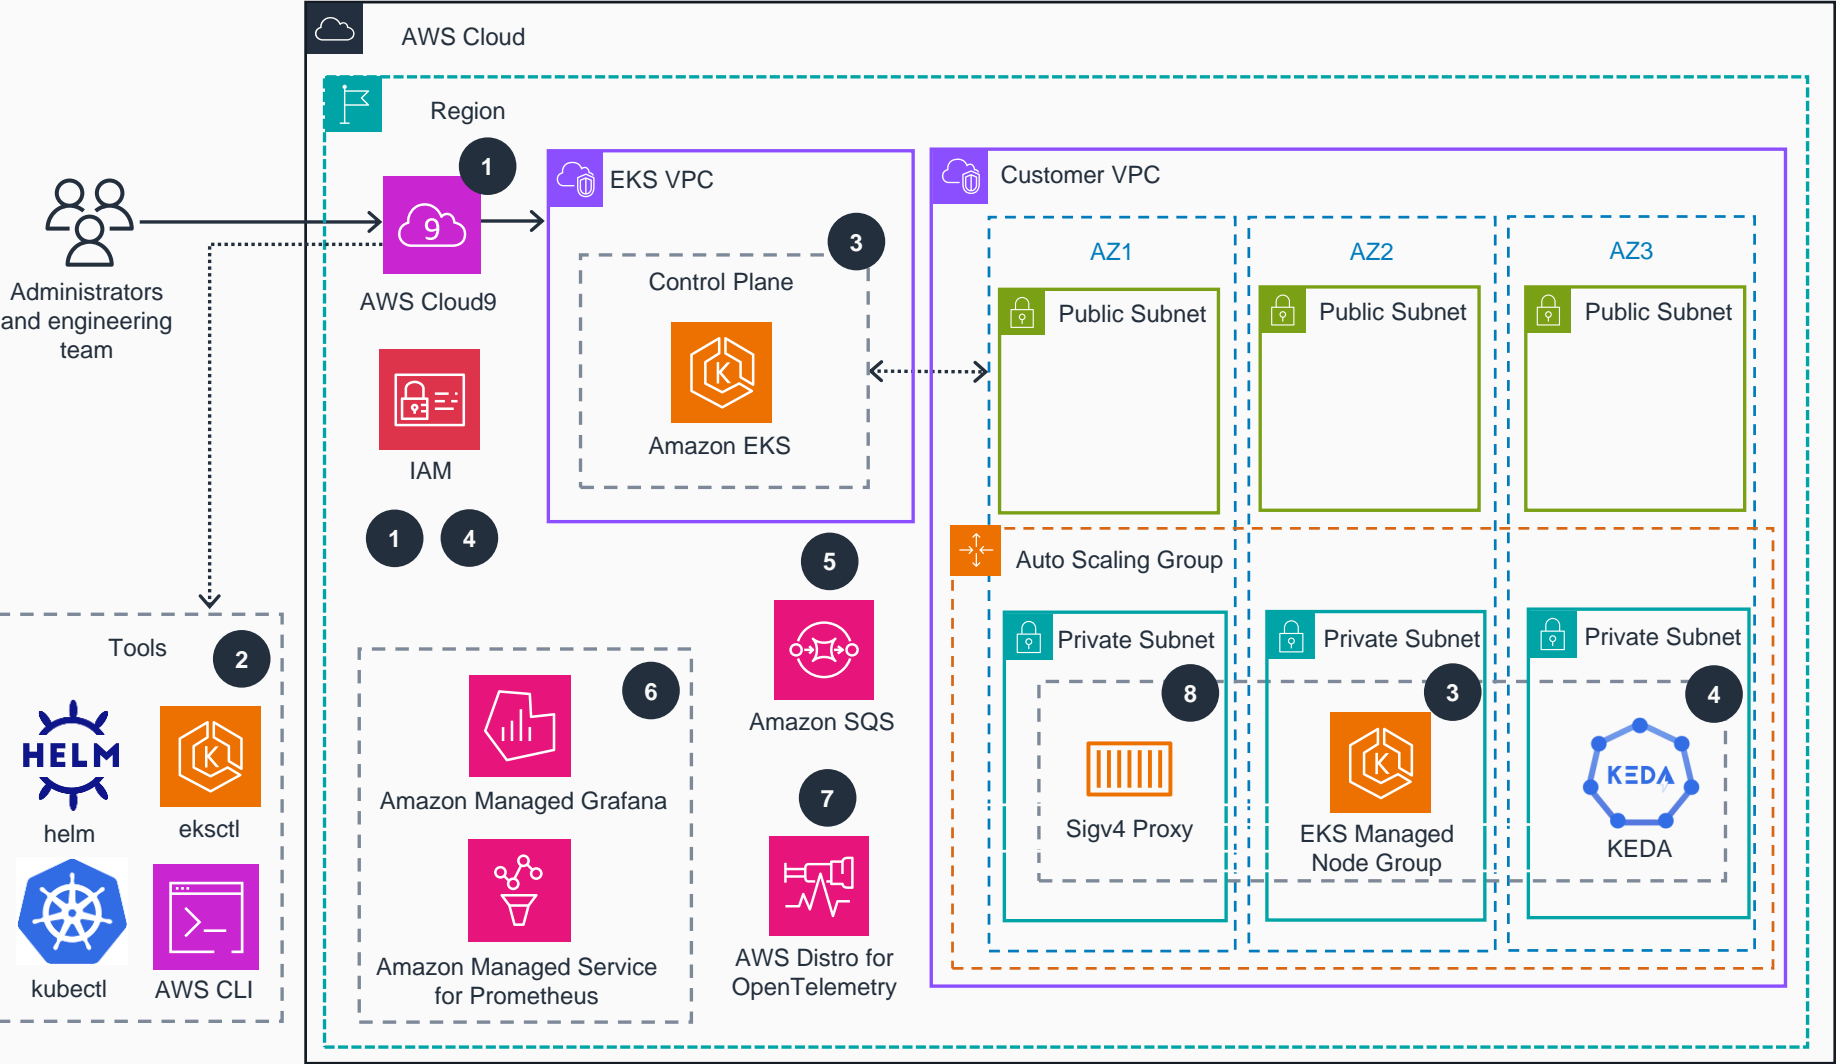 AWS Cloud
Region
1
9
AWS Cloud9
Administrators
and engineering
team
IAM
1
4
EKS VPC
3
Control Plane
K
Amazon EKS
Customer VPC
AZ1
AZ2
AZ3
Public Subnet
Public Subnet
Public Subnet
Auto Scaling Group
Private Subnet
Private Subnet
Private Subnet
8
3
4
Sigv4 Proxy
K
EKS Managed
Node Group
KEDA
KEDA
5
Amazon SQS
7
AWS Distro for
OpenTelemetry
6
Amazon Managed Grafana
Amazon Managed Service
for Prometheus
Tools
2
HELM
helm
K
eksctl
kubectl
AWS CLI